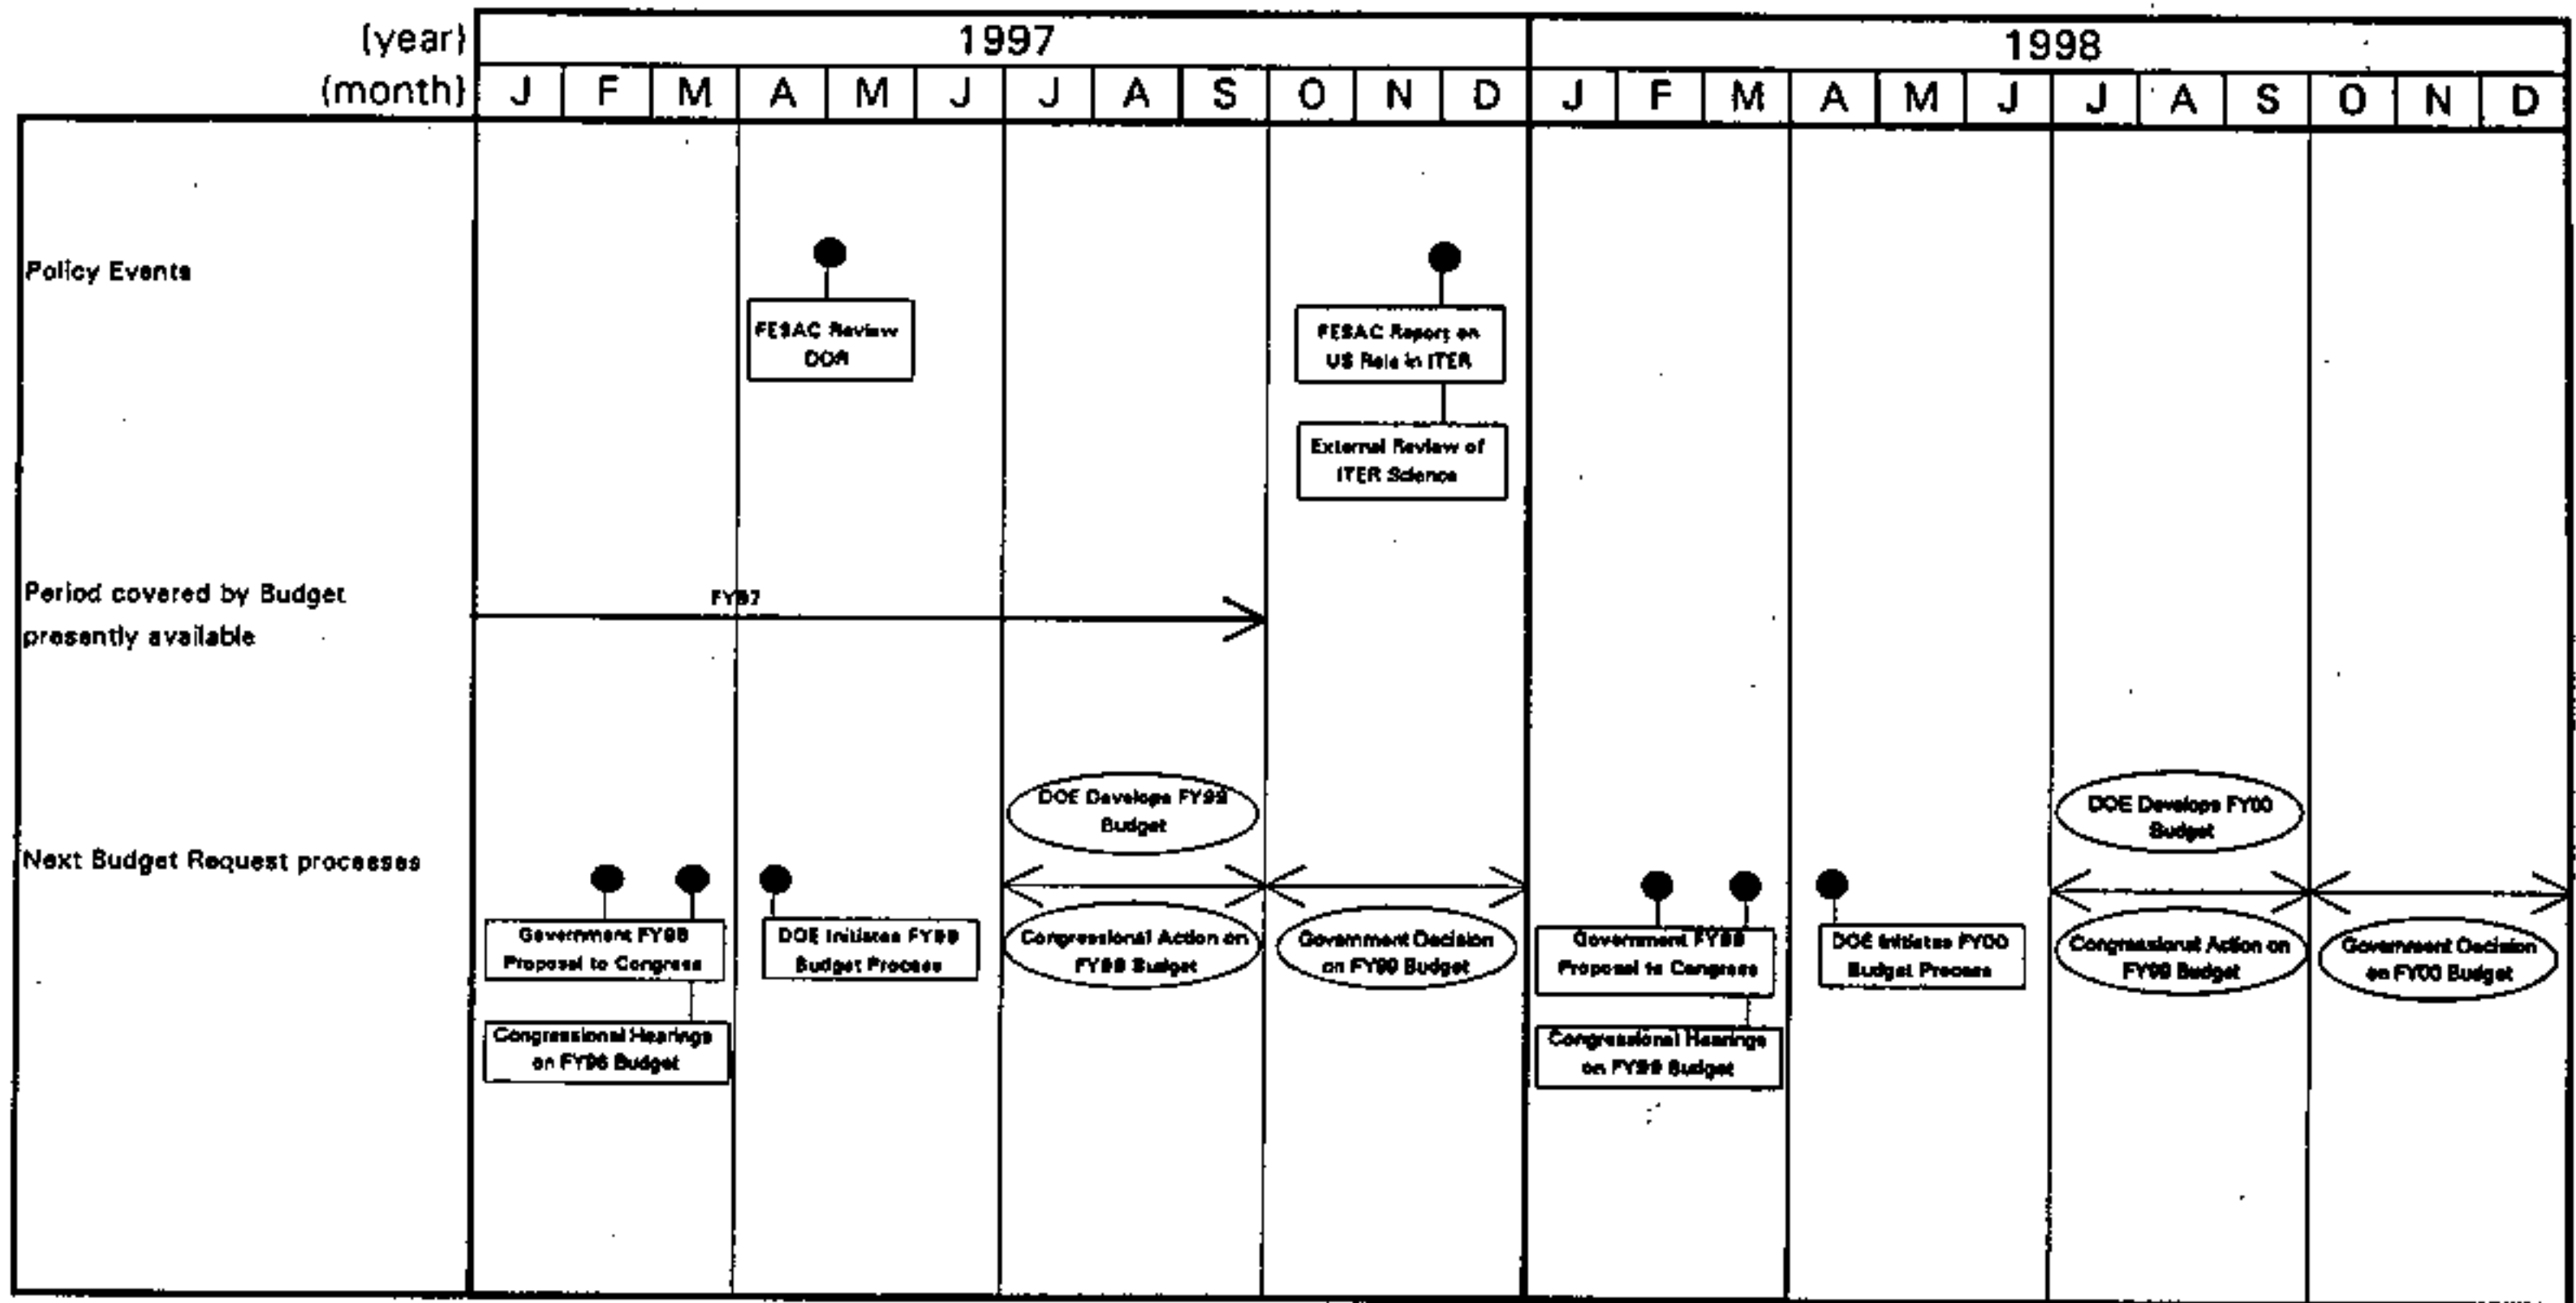 (year) 1997 1998
(month) J F M A M J J A S O N D J F M A M J J A S O N D
Policy Events
FESAC Review
DDR
FESAC Report on
US Role in ITER
External Review of
ITER Science
Period covered by Budget
presently available
FY97
Next Budget Request processes
DOE Develops FY99
Budget
DOE Develops FY00
Budget
Government FY98
Proposal to Congress
DOE Initiates FY99
Budget Process
Congressional Action on
Budget
Government Decision
on FY99 Budget
Government FY99
Proposal to Congress
DOE Initiates FY00
Budget Process
Congressional Action on
FY99 Budget
Government Decision
on FY00 Budget
Congressional Hearings
on Budget
Congressional Hearings
on FY99 Budget